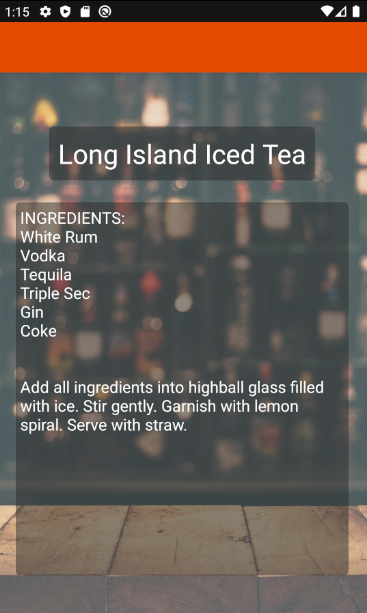 1:15
Long Island Iced Tea
INGREDIENTS:
White Rum
Vodka
Tequila
Triple Sec
Gin
Coke
Add all ingredients into highball glass filled
with ice. Stir gently. Garnish with lemon
spiral. Serve with straw.